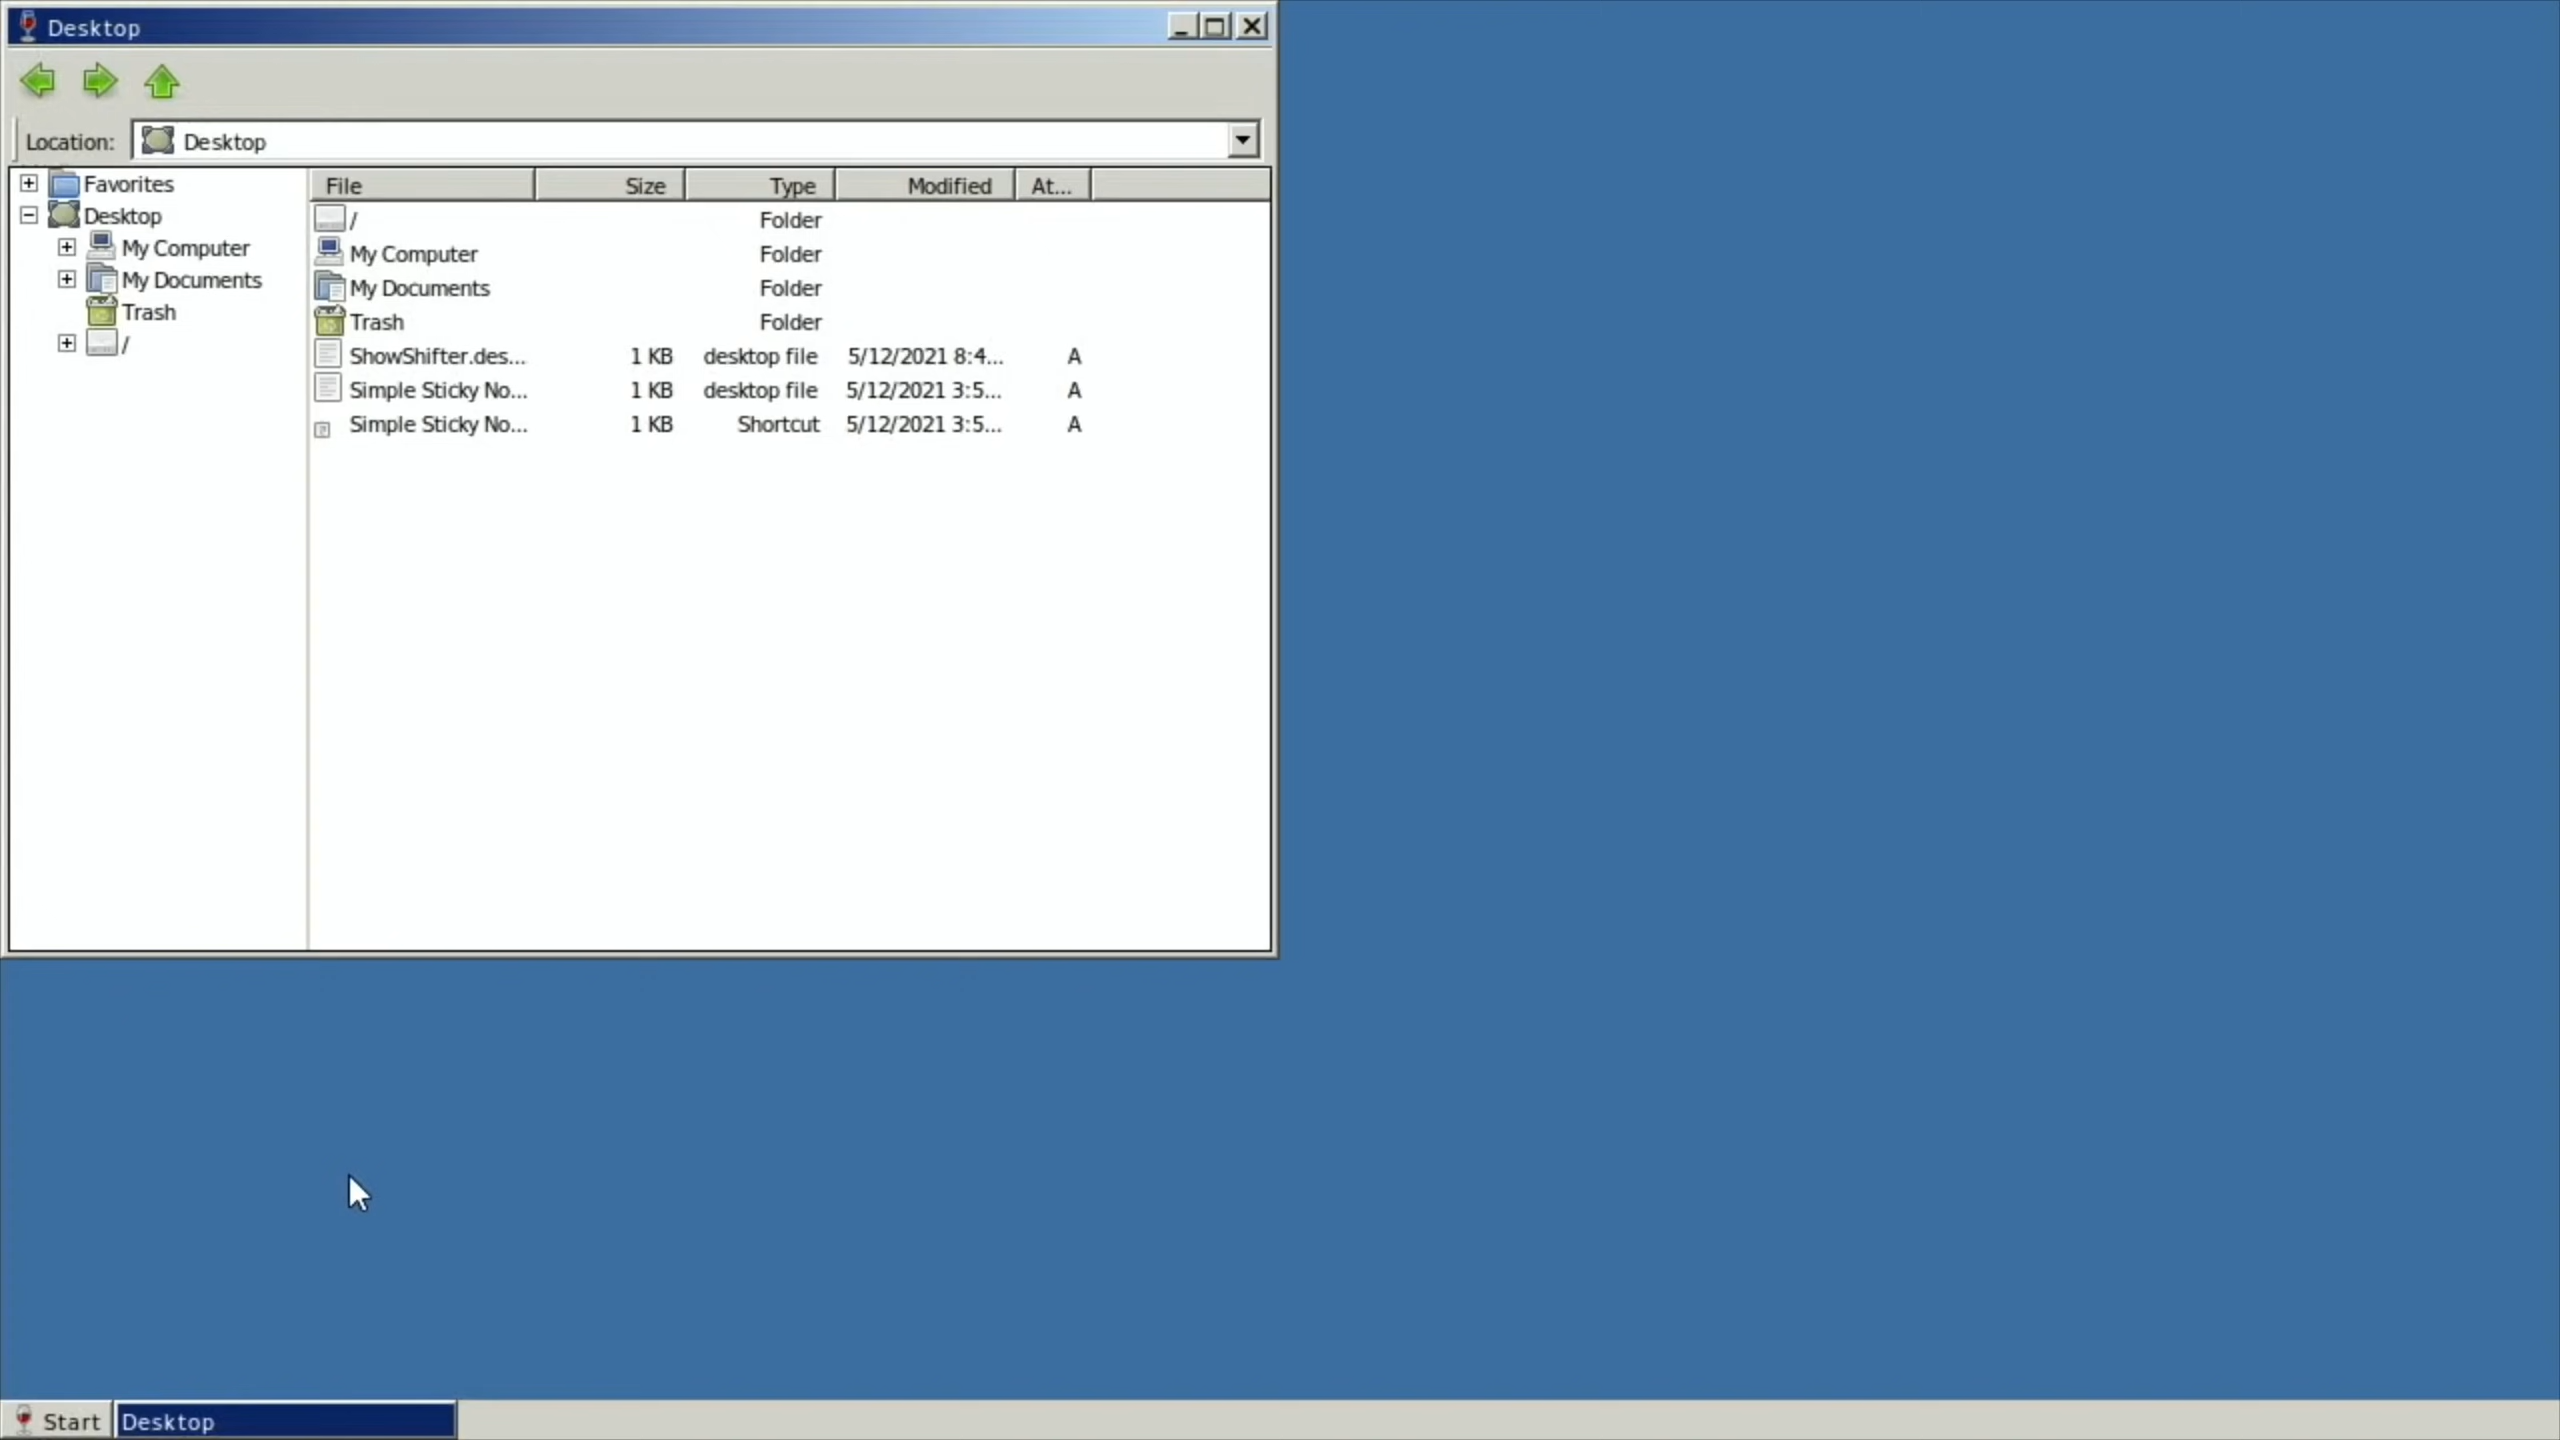 Desktop
Location: Desktop
Favorites
Desktop
My Computer
My Documents
Trash
/
File Size Type Modified At...
/ Folder
My Computer Folder
My Documents Folder
Trash Folder
ShowShifter.des... 1 KB desktop file 5/12/2021 8:4... A
Simple Sticky No... 1 KB desktop file 5/12/2021 3:5... A
Simple Sticky No... 1 KB Shortcut 5/12/2021 3:5... A
Start Desktop